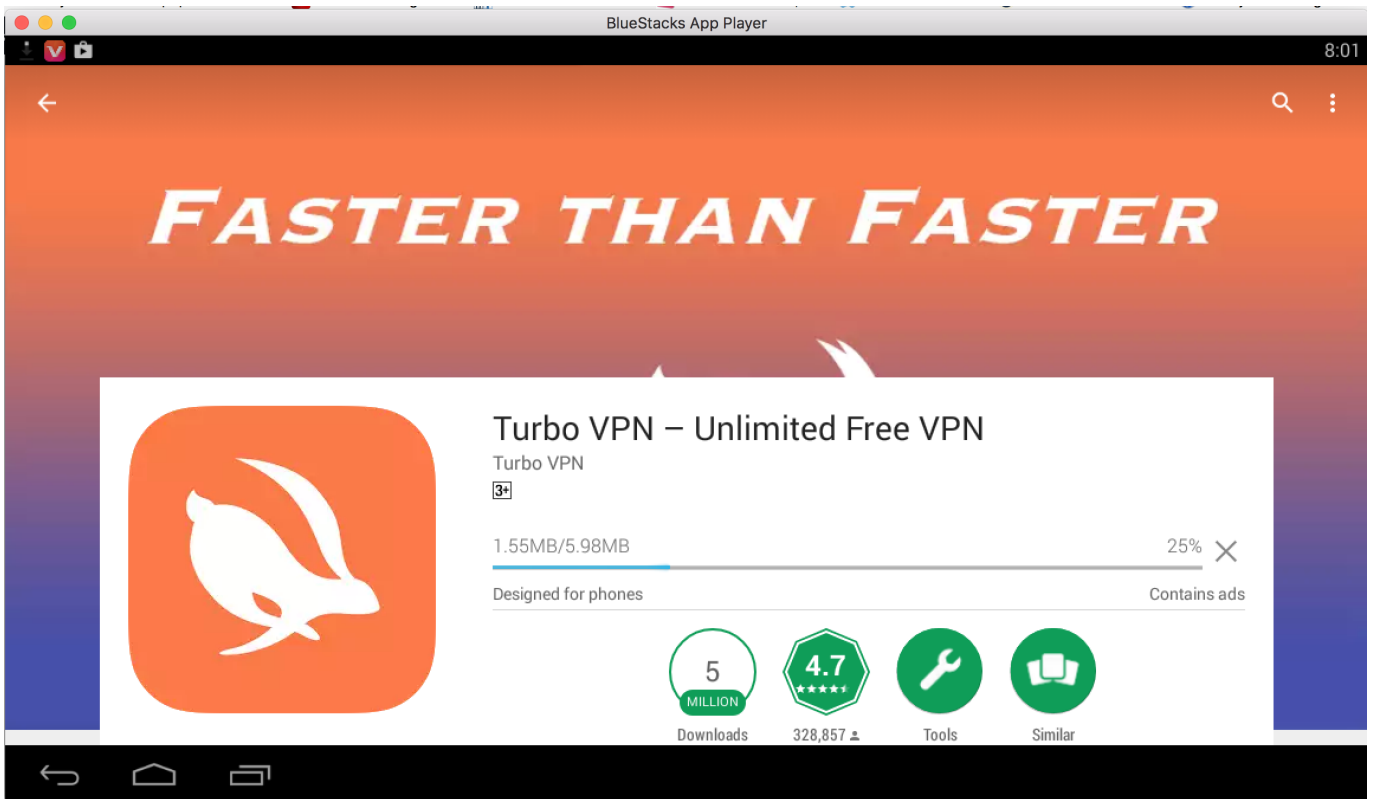 BlueStacks App Player
8:01
FASTER THAN FASTER
Turbo VPN – Unlimited Free VPN
Turbo VPN
3+
1.55MB/5.98MB 25%
Designed for phones Contains ads
5
MILLION
4.7
Downloads 328,857 Tools Similar